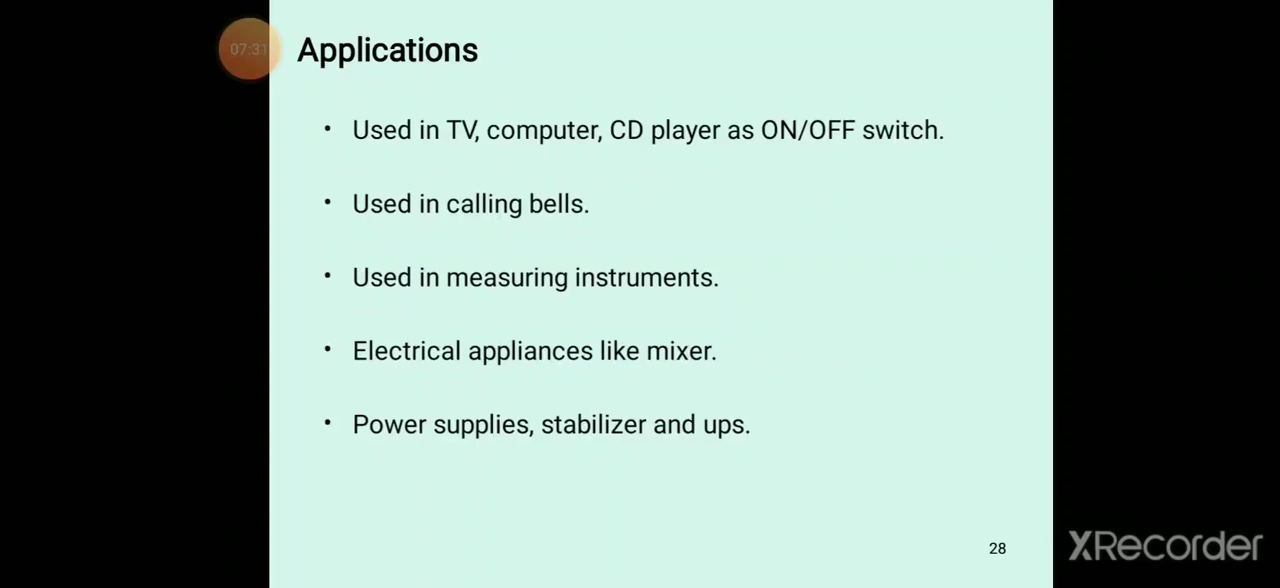 07:31
Applications
• Used in TV, computer, CD player as ON/OFF switch.
• Used in calling bells.
• Used in measuring instruments.
• Electrical appliances like mixer.
• Power supplies, stabilizer and ups.
28
XRecorder